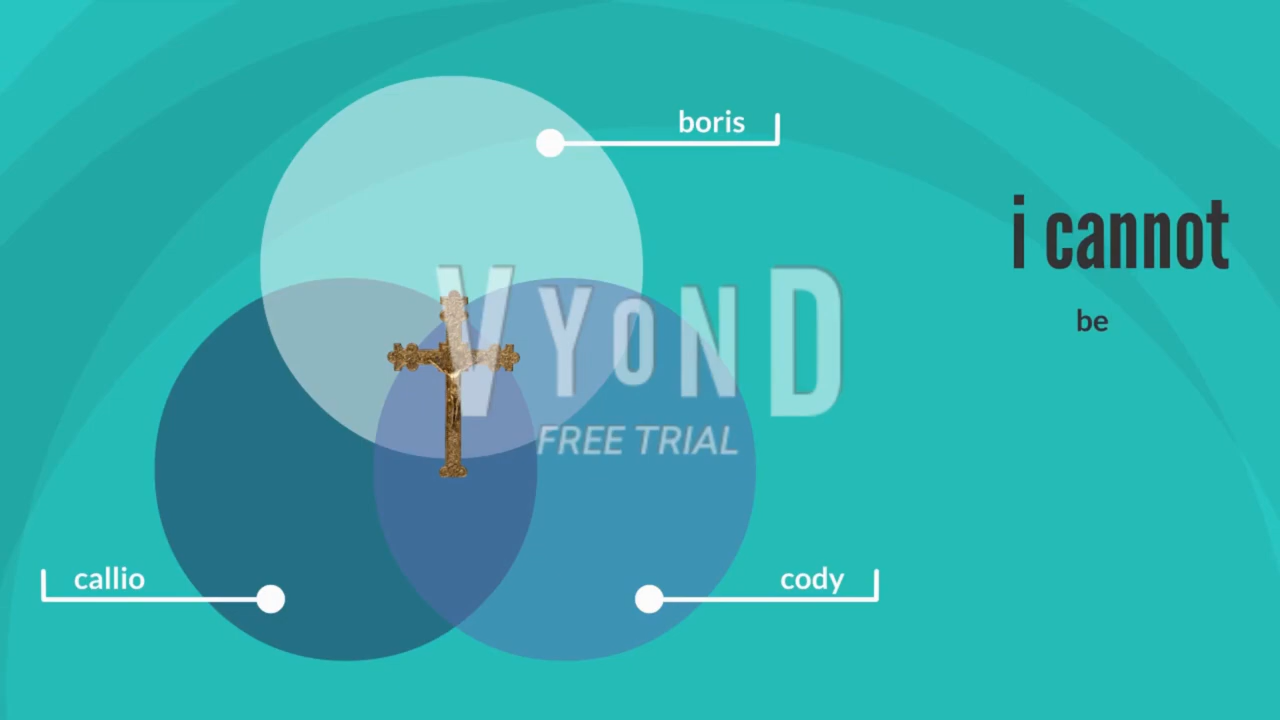 boris
i cannot
be
VYOND
FREE TRIAL
callio
cody